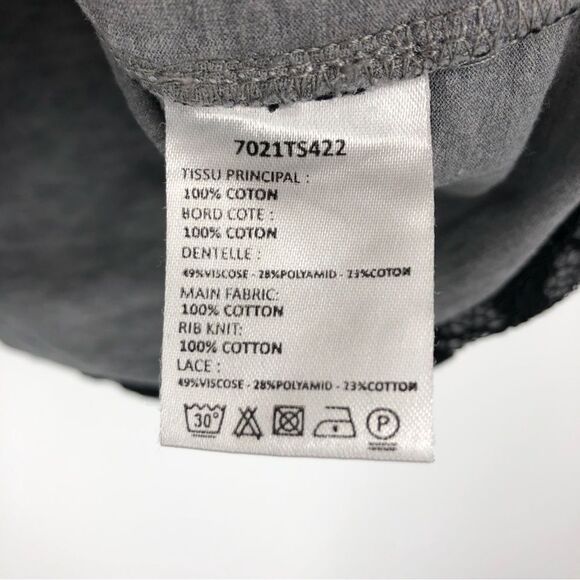 7021TS422
TISSU PRINCIPAL :
100% COTON
BORD COTE :
100% COTON
DENTELLE :
49%VISCOSE - 28%POLYAMID - 23%COTON
MAIN FABRIC:
100% COTTON
RIB KNIT:
100% COTTON
LACE :
49%VISCOSE - 28%POLYAMID - 23%COTTON
30° P